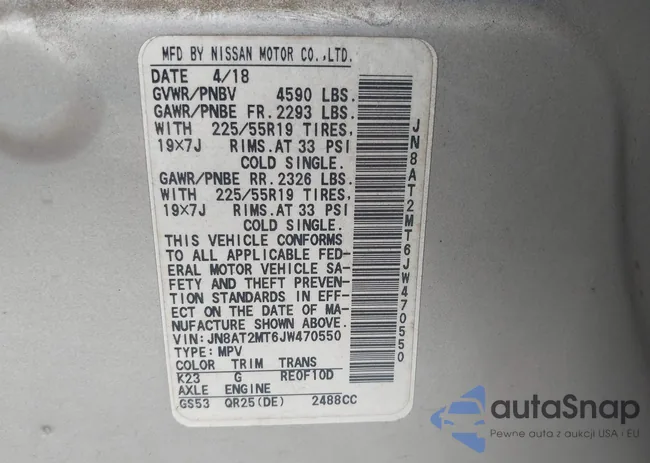 MFD BY NISSAN MOTOR CO.,LTD.
DATE 4/18
GVWR/PNBV 4590 LBS.
GAWR/PNBE FR.2293 LBS.
WITH 225/55R19 TIRES,
19×7J RIMS.AT 33 PSI
COLD SINGLE.
GAWR/PNBE RR.2326 LBS.
WITH 225/55R19 TIRES,
19×7J RIMS.AT 33 PSI
COLD SINGLE.
THIS VEHICLE CONFORMS
TO ALL APPLICABLE FED-
ERAL MOTOR VEHICLE SA-
FETY AND THEFT PREVEN-
TION STANDARDS IN EFF-
ECT ON THE DATE OF MA-
NUFACTURE SHOWN ABOVE.
VIN:JN8AT2MT6JW470550
TYPE:MPV
COLOR TRIM TRANS
K23 G RE0F10D
AXLE ENGINE
GS53 QR25(DE) 2488CC
JN8AT2MT6JW470550
autoSnap
Pewne auta z aukcji USA i EU